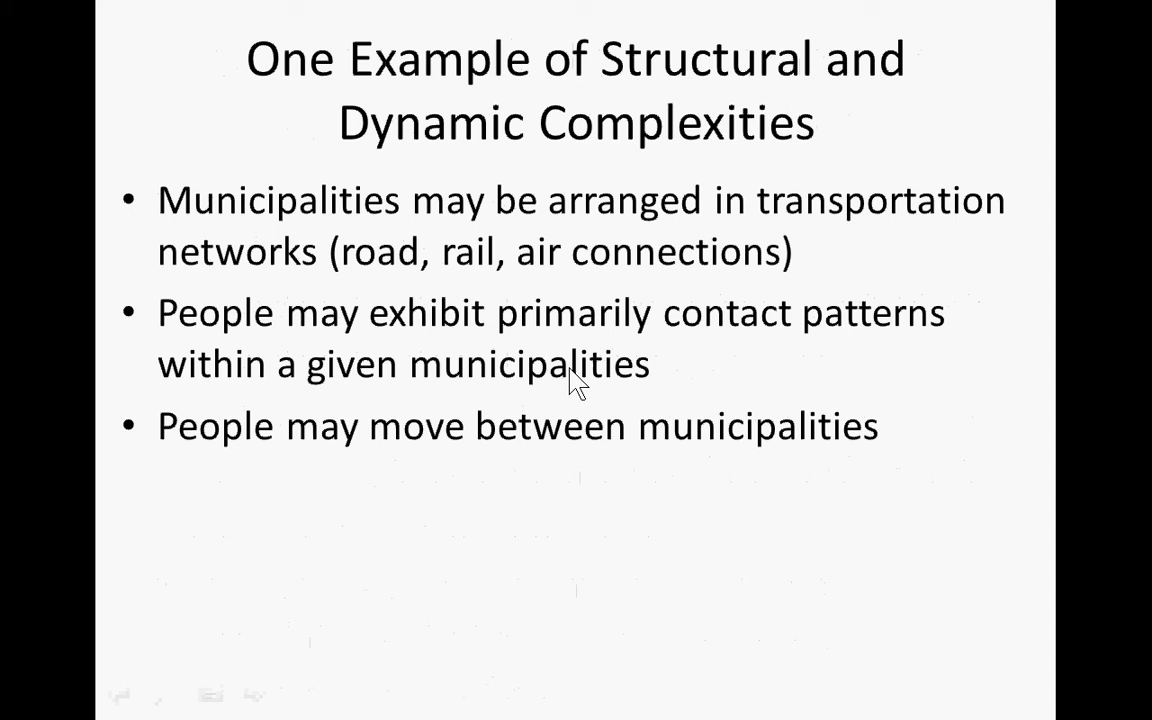 One Example of Structural and
Dynamic Complexities
• Municipalities may be arranged in transportation
networks (road, rail, air connections)
• People may exhibit primarily contact patterns
within a given municipalities
• People may move between municipalities